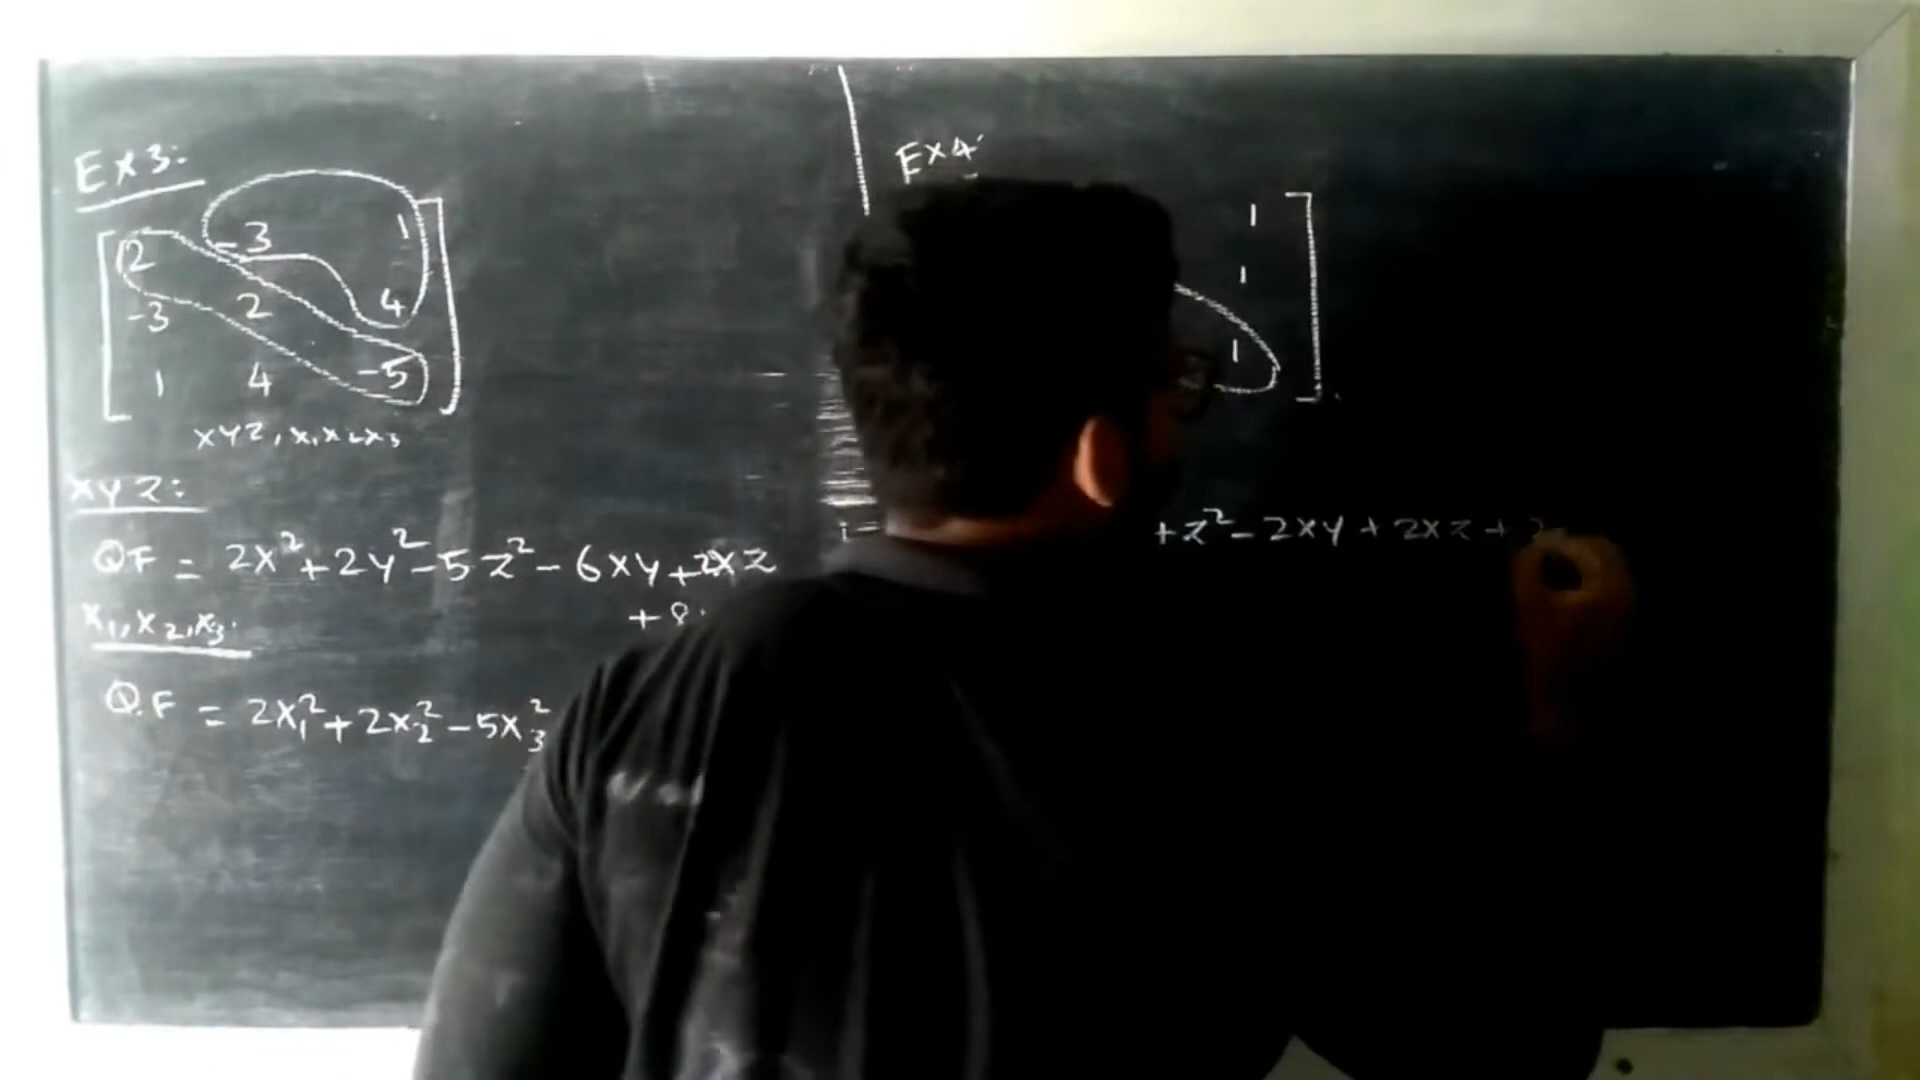 Ex3:
2 -3 1
-3 2 4
1 4 -5
xyz, x1x2x3
xyz:
QF = 2x² + 2y² - 5z² - 6xy + 2xz
+ 8
x1, x2, x3.
Q.F = 2x1² + 2x2² - 5x3²
Ex4:
1
1
1
+ z² - 2xy + 2xz +